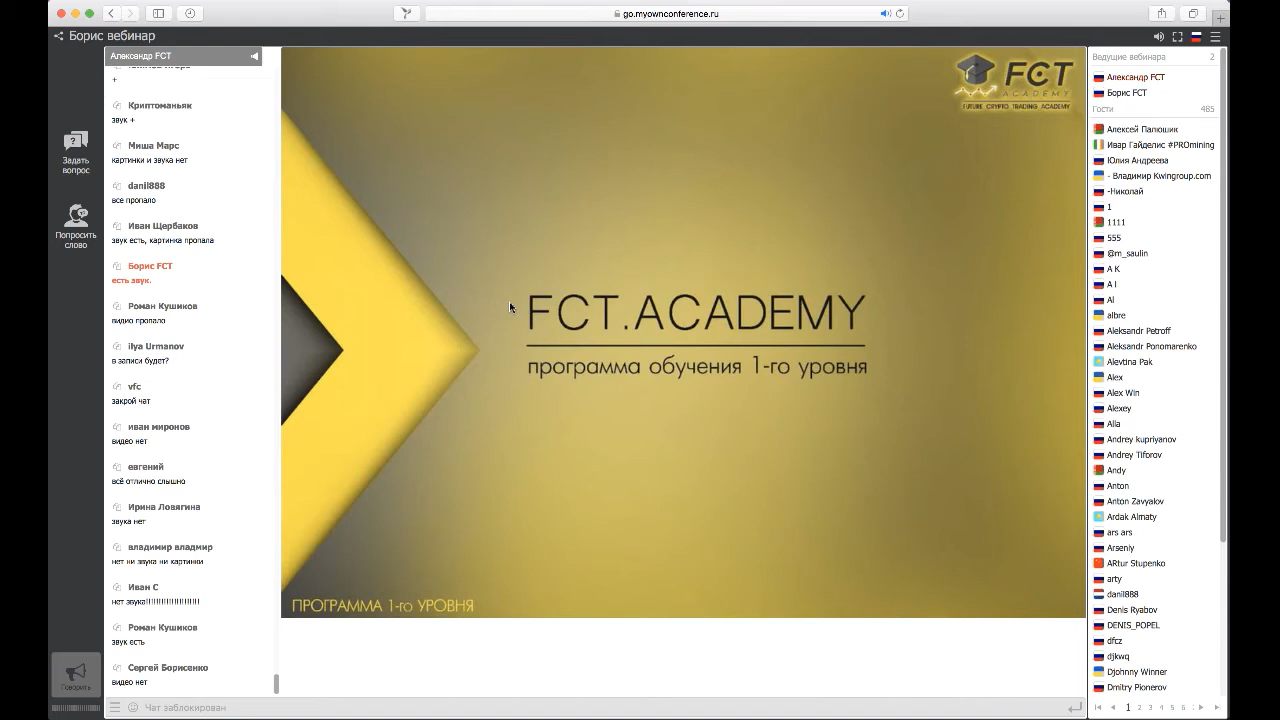 go.myownconference.ru
Борис вебинар
Александр FCT
+
Криптоманьяк
звук +
Миша Марс
картинки и звука нет
danil888
все пропало
Иван Щербаков
звук есть, картинка пропала
Борис FCT
есть звук.
Роман Кушиков
видио пропало
ilya Urmanov
в записи будет?
vfc
закрой чат
иван миронов
видео нет
евгений
всё отлично слышно
Ирина Ловягина
звука нет
владимир владмир
нет ни звука ни картинки
Иван С
нет звука!!!!!!!!!!!!!!!!!!!!
Роман Кушиков
звук есть
Сергей Борисенко
видео нет
Чат заблокирован
Задать
вопрос
Попросить
слово
Говорить
FCT
ACADEMY
FUTURE CRYPTO TRADING ACADEMY
FCT.ACADEMY
программа обучения 1-го уровня
ПРОГРАММА 1-го УРОВНЯ
Ведущие вебинара 2
Александр FCT
Борис FCT
Гости 485
Алексей Палюшик
Ивар Гайделис #PROmining
Юлия Андреева
- Владимир Kwingroup.com
-Николай
1
1111
555
@m_saulin
A K
A l
Al
albre
Aleksandr Petroff
Aleksandr Ponomarenko
Alevtina Pak
Alex
Alex Win
Alexey
Alla
Andrey kupriyanov
Andrey Tiforov
Andy
Anton
Anton Zavyalov
Ardak Almaty
ars ars
Arseniy
ARtur Stupenko
arty
danil888
Denis Ryabov
DENIS_POPEL
dfcz
djkwq
Djohnny Winner
Dmitry Pionerov
1 2 3 4 5 6